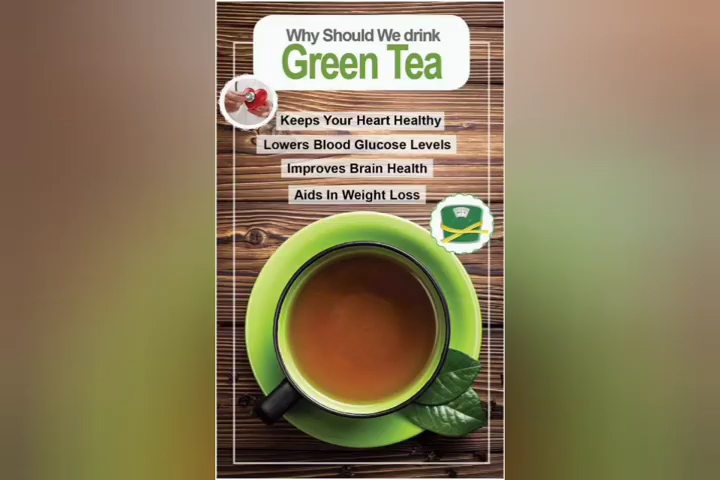 Why Should We drink
Green Tea
Keeps Your Heart Healthy
Lowers Blood Glucose Levels
Improves Brain Health
Aids In Weight Loss